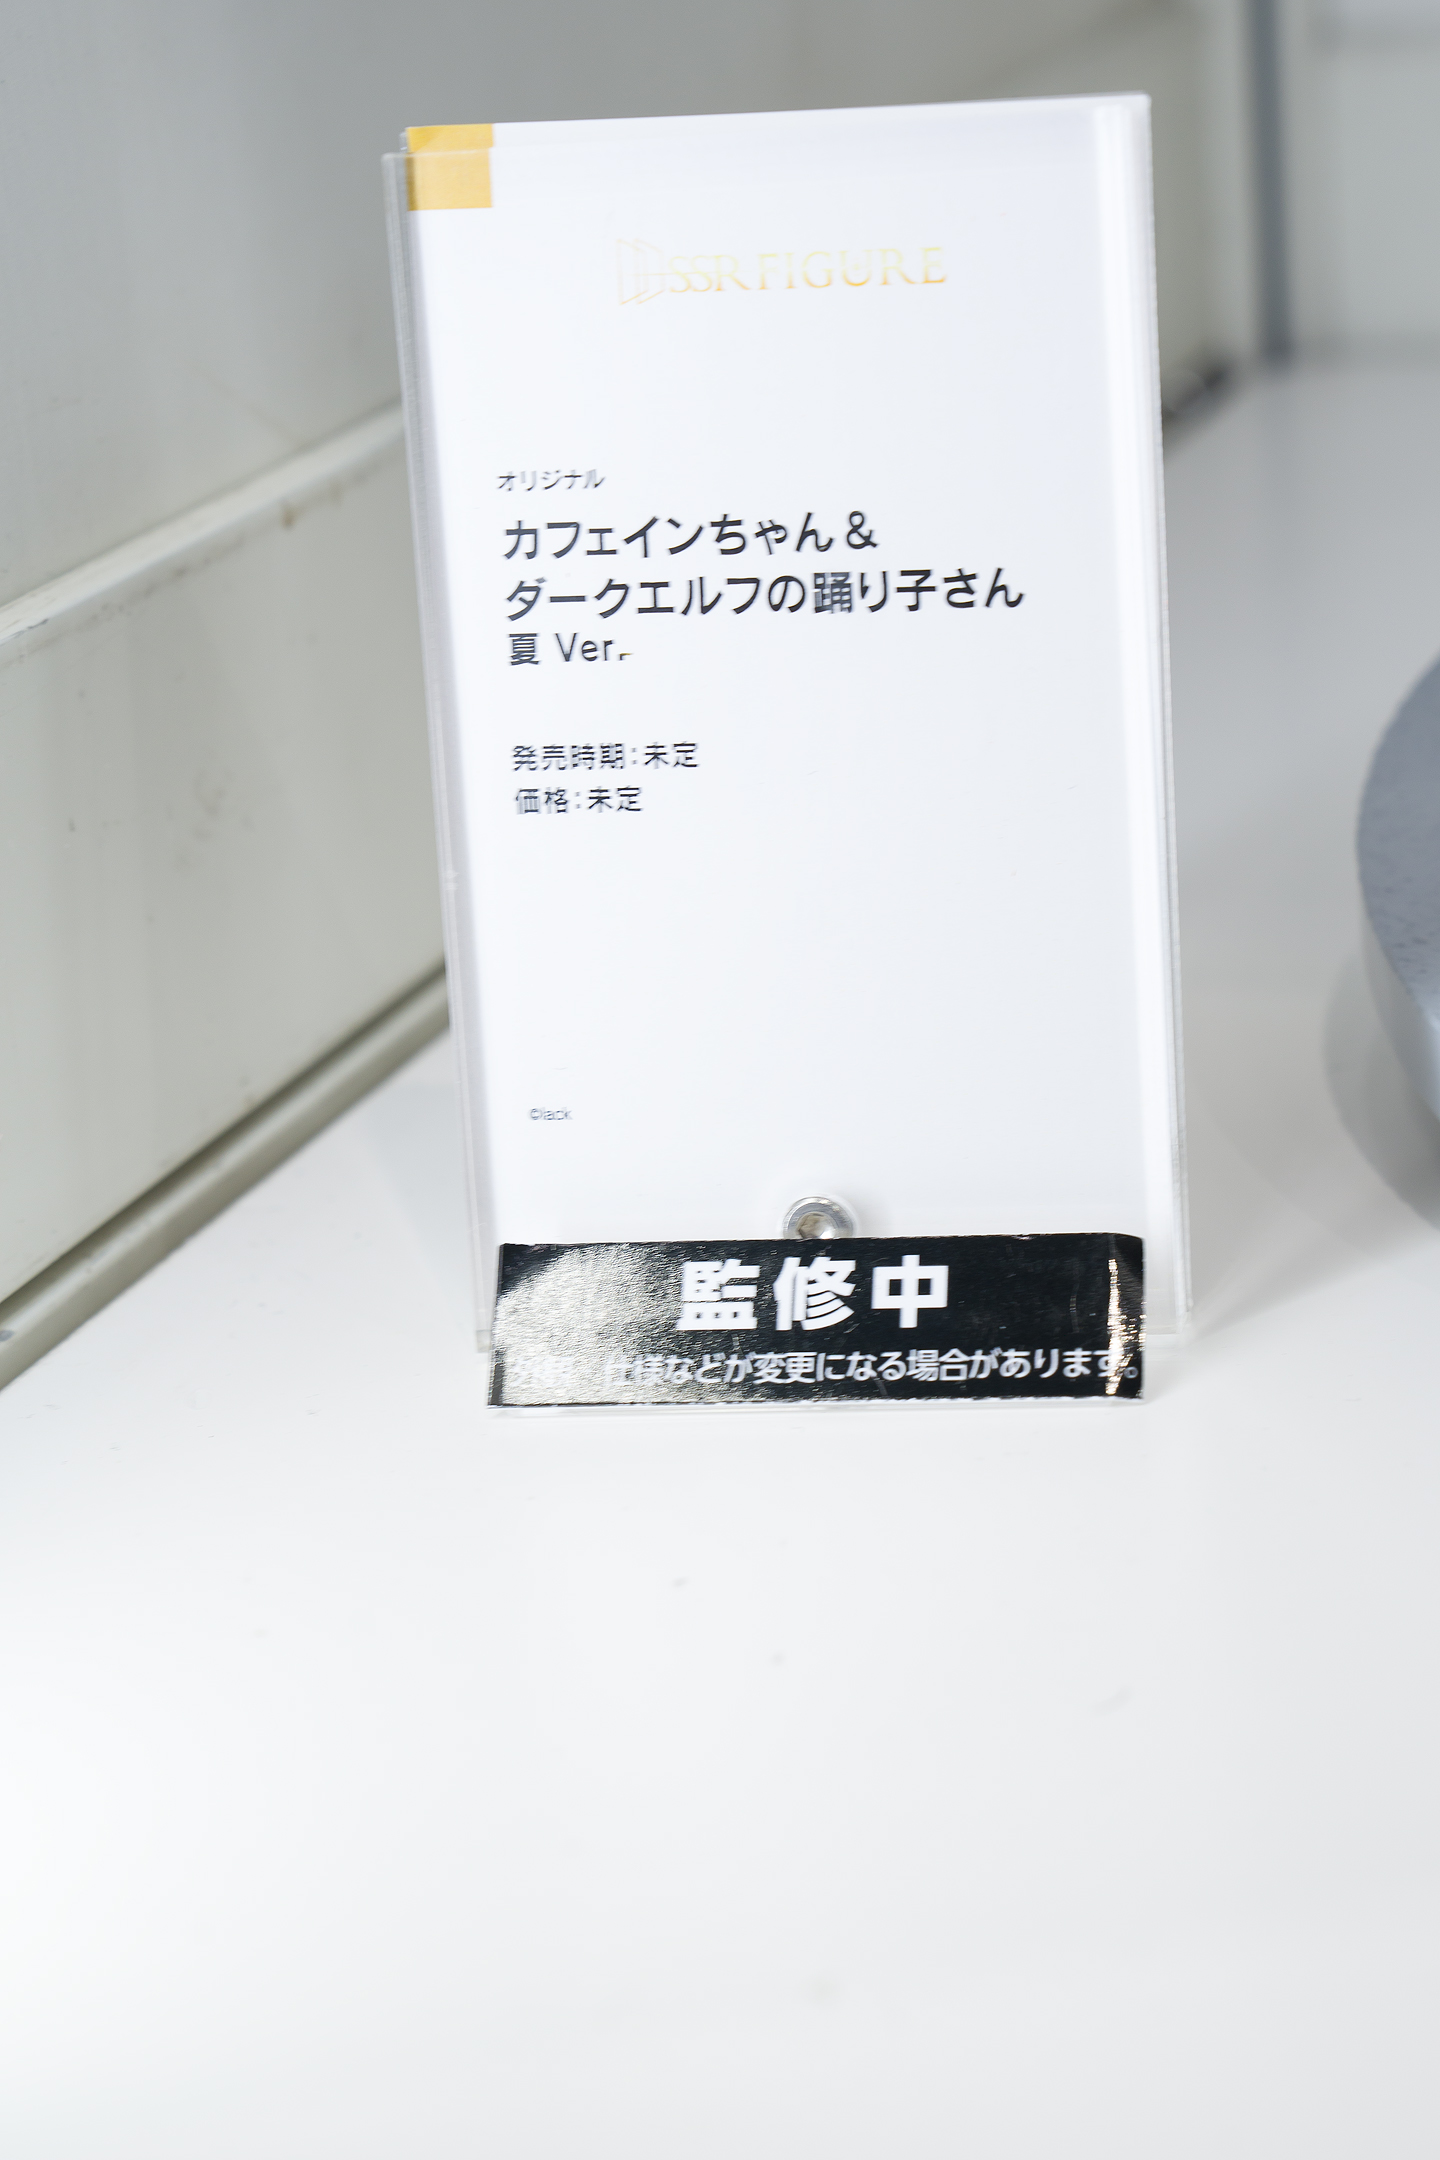 SSR FIGURE
オリジナル
カフェインちゃん&
ダークエルフの踊り子さん
夏 Ver.
発売時期:未定
価格:未定
©lack
監修中
仕様などが変更になる場合があります。